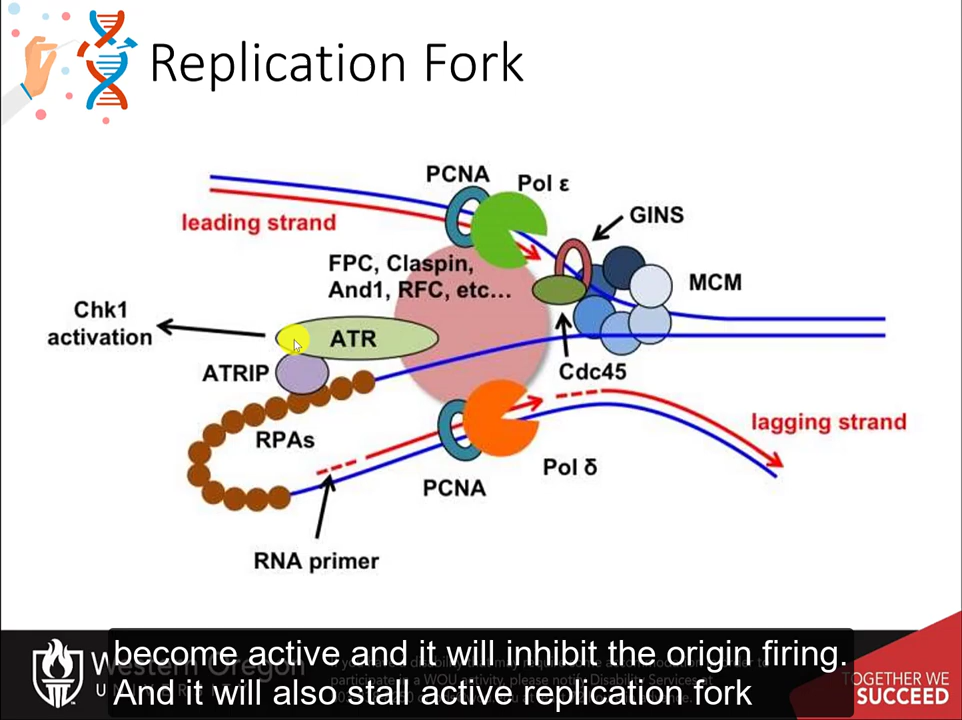 Replication Fork
PCNA
Pol ε
leading strand
GINS
FPC, Claspin,
And1, RFC, etc...
MCM
Chk1
activation
ATR
Cdc45
ATRIP
RPAs
lagging strand
Pol δ
PCNA
RNA primer
become active and it will inhibit the origin firing.
And it will also stall active replication fork
TOGETHER WE
SUCCEED